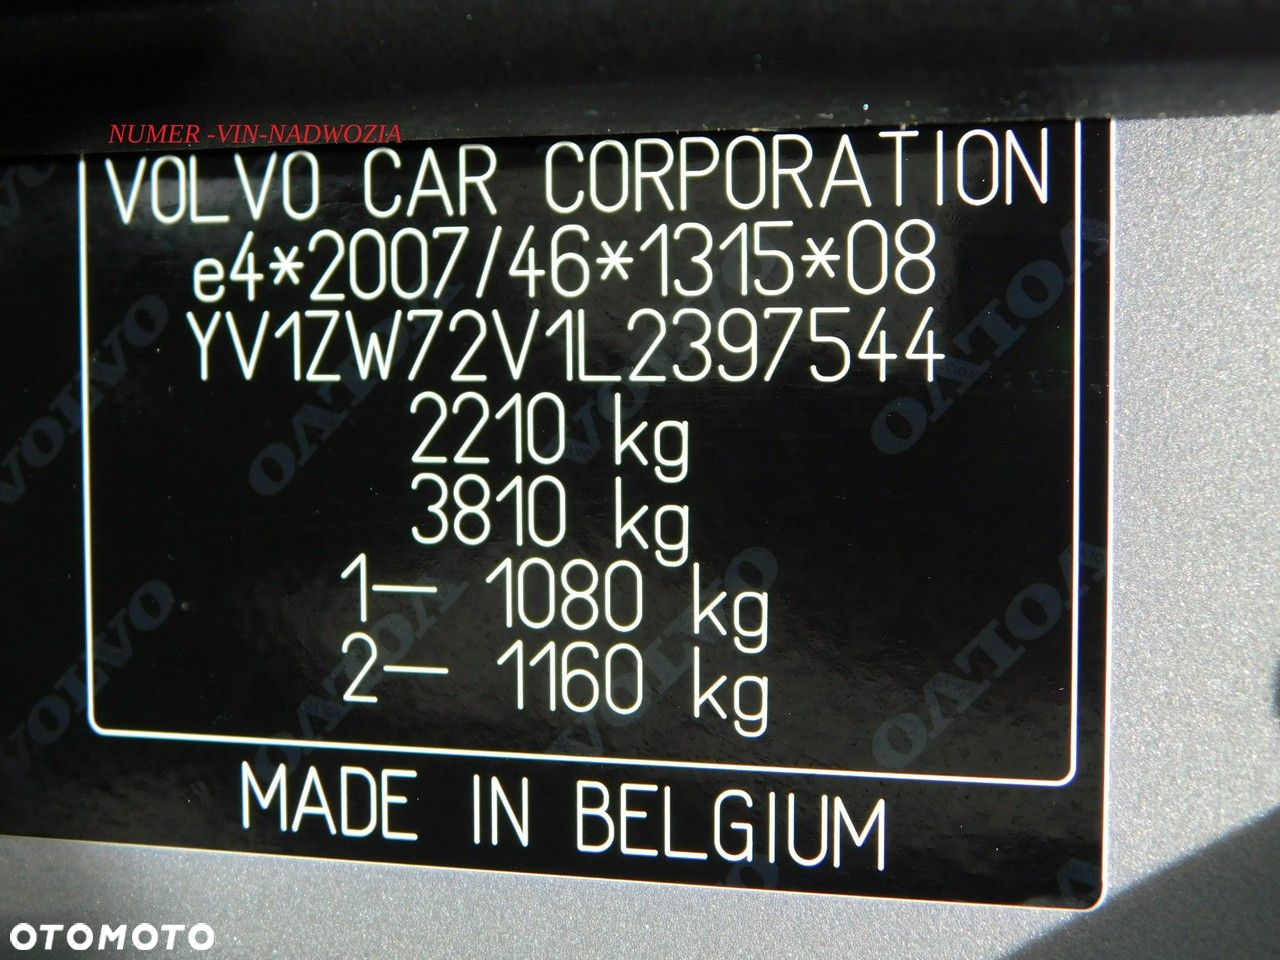 NUMER -VIN-NADWOZIA
VOLVO CAR CORPORATION
e4*2007/46*1315*08
YV1ZW72V1L2397544
2210 kg
3810 kg
1— 1080 kg
2— 1160 kg
MADE IN BELGIUM
OTOMOTO